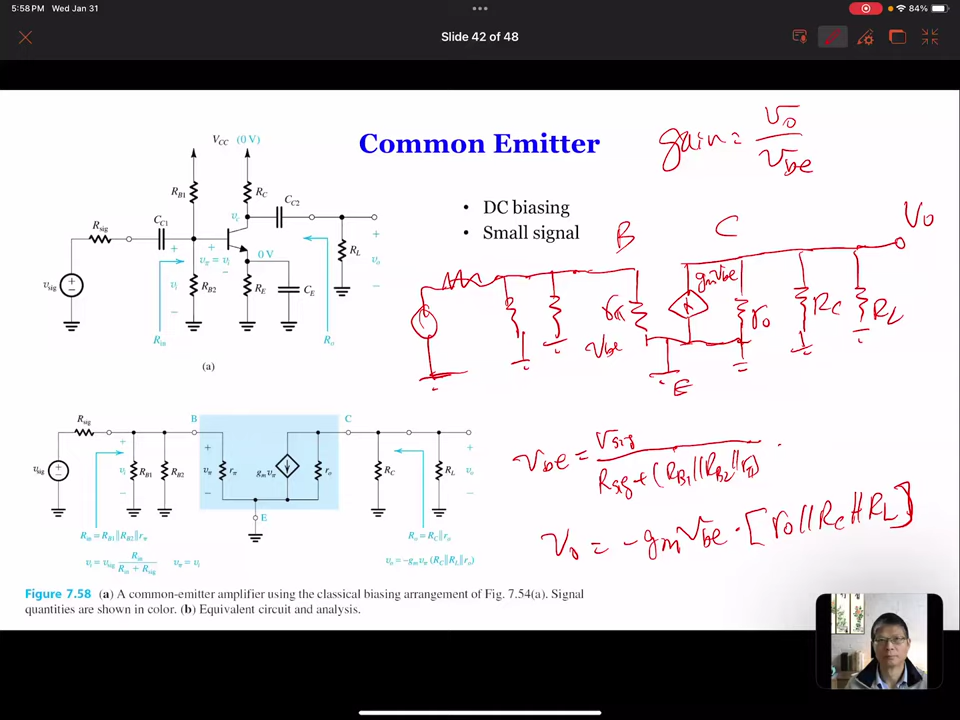 5:58 PM Wed Jan 31
84%
Slide 42 of 48
Common Emitter
• DC biasing
• Small signal
gain = vo / vbe
VCC (0 V)
RB1
RC
CC2
CC1
Rsig
vi
0 V
+
+
+
vπ = vi
−
vsig
vi
RB2
RE
CE
RL
vo
−
−
Rin
Ro
(a)
B
C
Vo
gmvbe
rπ
ro
RC
RL
vbe
E
Rsig
B
C
+
+
+
vsig
vi
RB1
RB2
vπ
rπ
gmvπ
ro
RC
RL
vo
−
−
−
E
Rin = RB1||RB2||rπ
Ro = RC||ro
vi = vsig Rin / Rin + Rsig
vπ = vi
vo = −gmvπ (RC||RL||ro)
vbe = vsig / Rsig + (RB1||RB2||rπ)
Vo = −gmvbe · [ro||RC||RL]
Figure 7.58 (a) A common-emitter amplifier using the classical biasing arrangement of Fig. 7.54(a). Signal
quantities are shown in color. (b) Equivalent circuit and analysis.